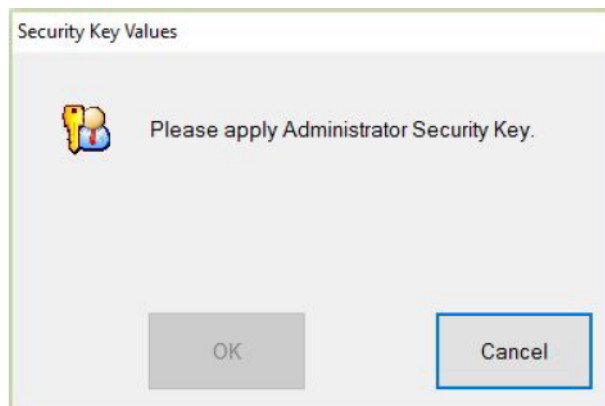 Security Key Values
Please apply Administrator Security Key.
OK
Cancel